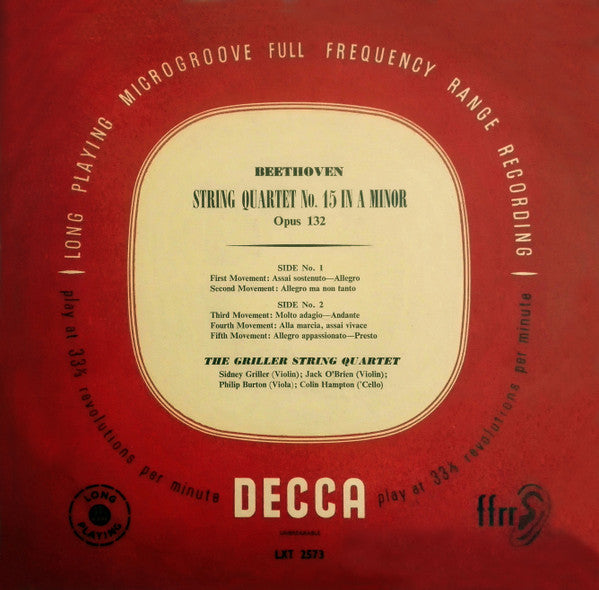 LONG PLAYING MICROGROOVE FULL FREQUENCY RANGE RECORDING
BEETHOVEN
STRING QUARTET No. 15 IN A MINOR
Opus 132
SIDE No. 1
First Movement: Assai sostenuto—Allegro
Second Movement: Allegro ma non tanto
SIDE No. 2
Third Movement: Molto adagio—Andante
Fourth Movement: Alla marcia, assai vivace
Fifth Movement: Allegro appassionato—Presto
THE GRILLER STRING QUARTET
Sidney Griller (Violin); Jack O'Brien (Violin);
Philip Burton (Viola); Colin Hampton ('Cello)
play at 33⅓ revolutions per minute
play at 33⅓ revolutions per minute
LONG PLAYING
DECCA
ffrr
UNBREAKABLE
LXT 2573